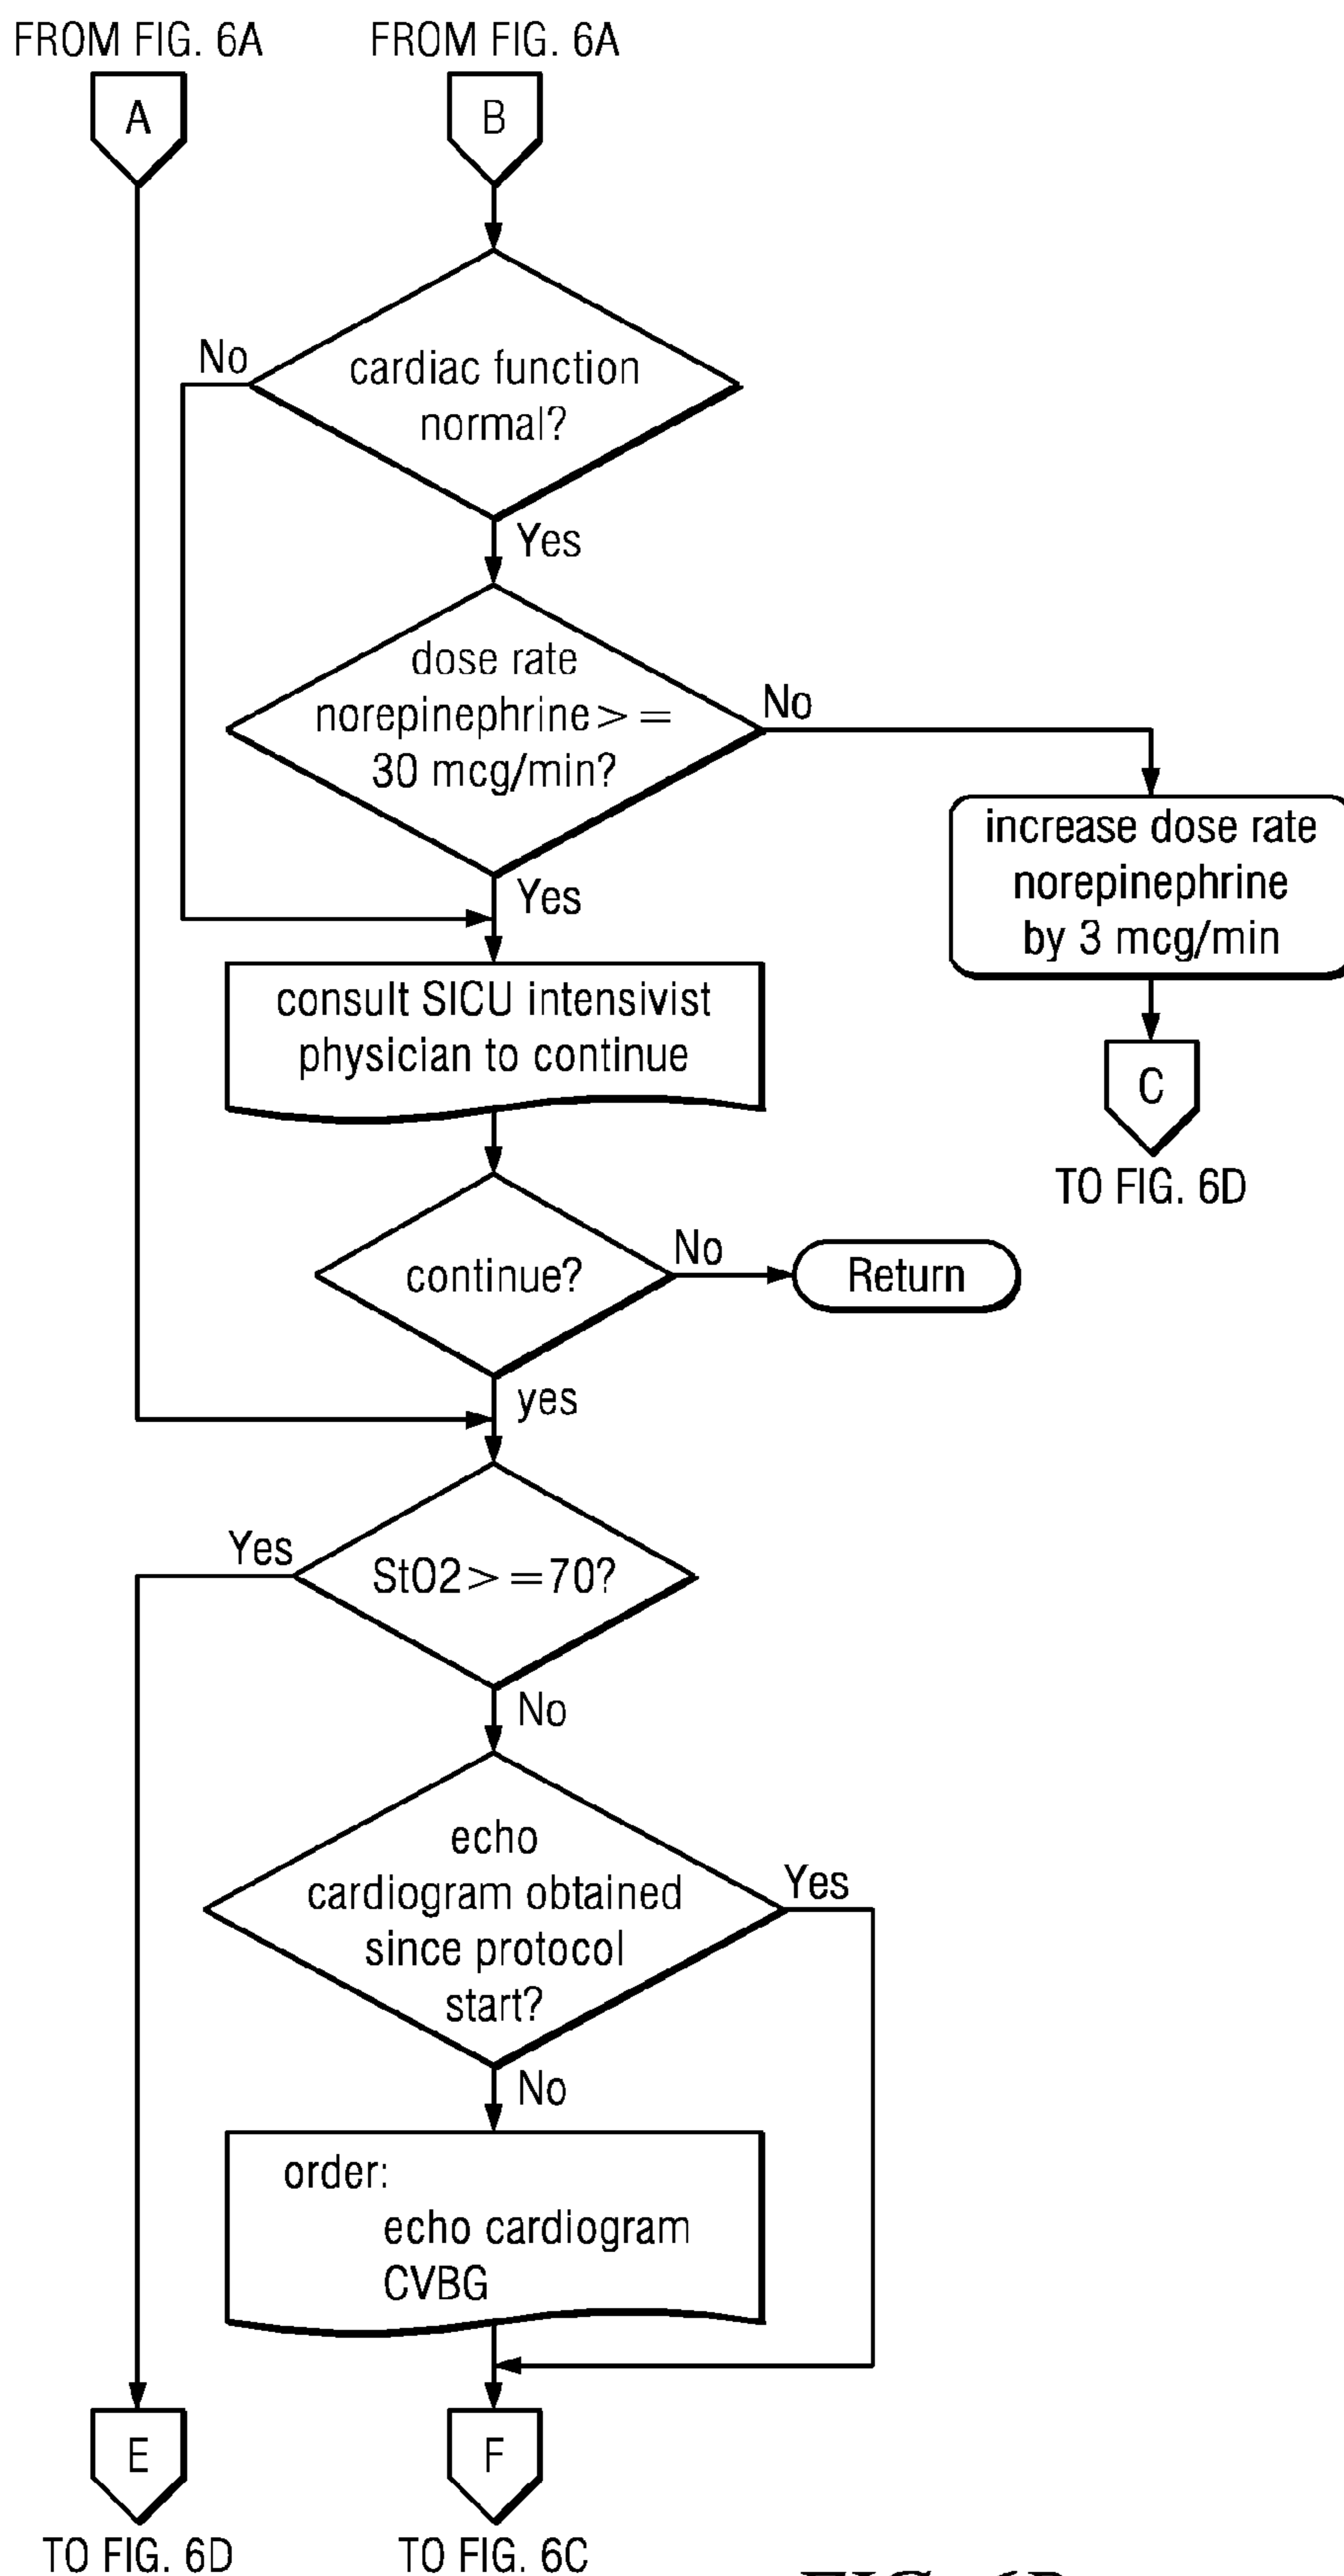 FROM FIG. 6A
FROM FIG. 6A
A
B
cardiac function
normal?
No
Yes
dose rate
norepinephrine > =
30 mcg/min?
No
Yes
increase dose rate
norepinephrine
by 3 mcg/min
C
TO FIG. 6D
consult SICU intensivist
physician to continue
continue?
No
Return
yes
StO2 > =70?
Yes
No
echo
cardiogram obtained
since protocol
start?
Yes
No
order:
echo cardiogram
CVBG
E
F
TO FIG. 6D
TO FIG. 6C